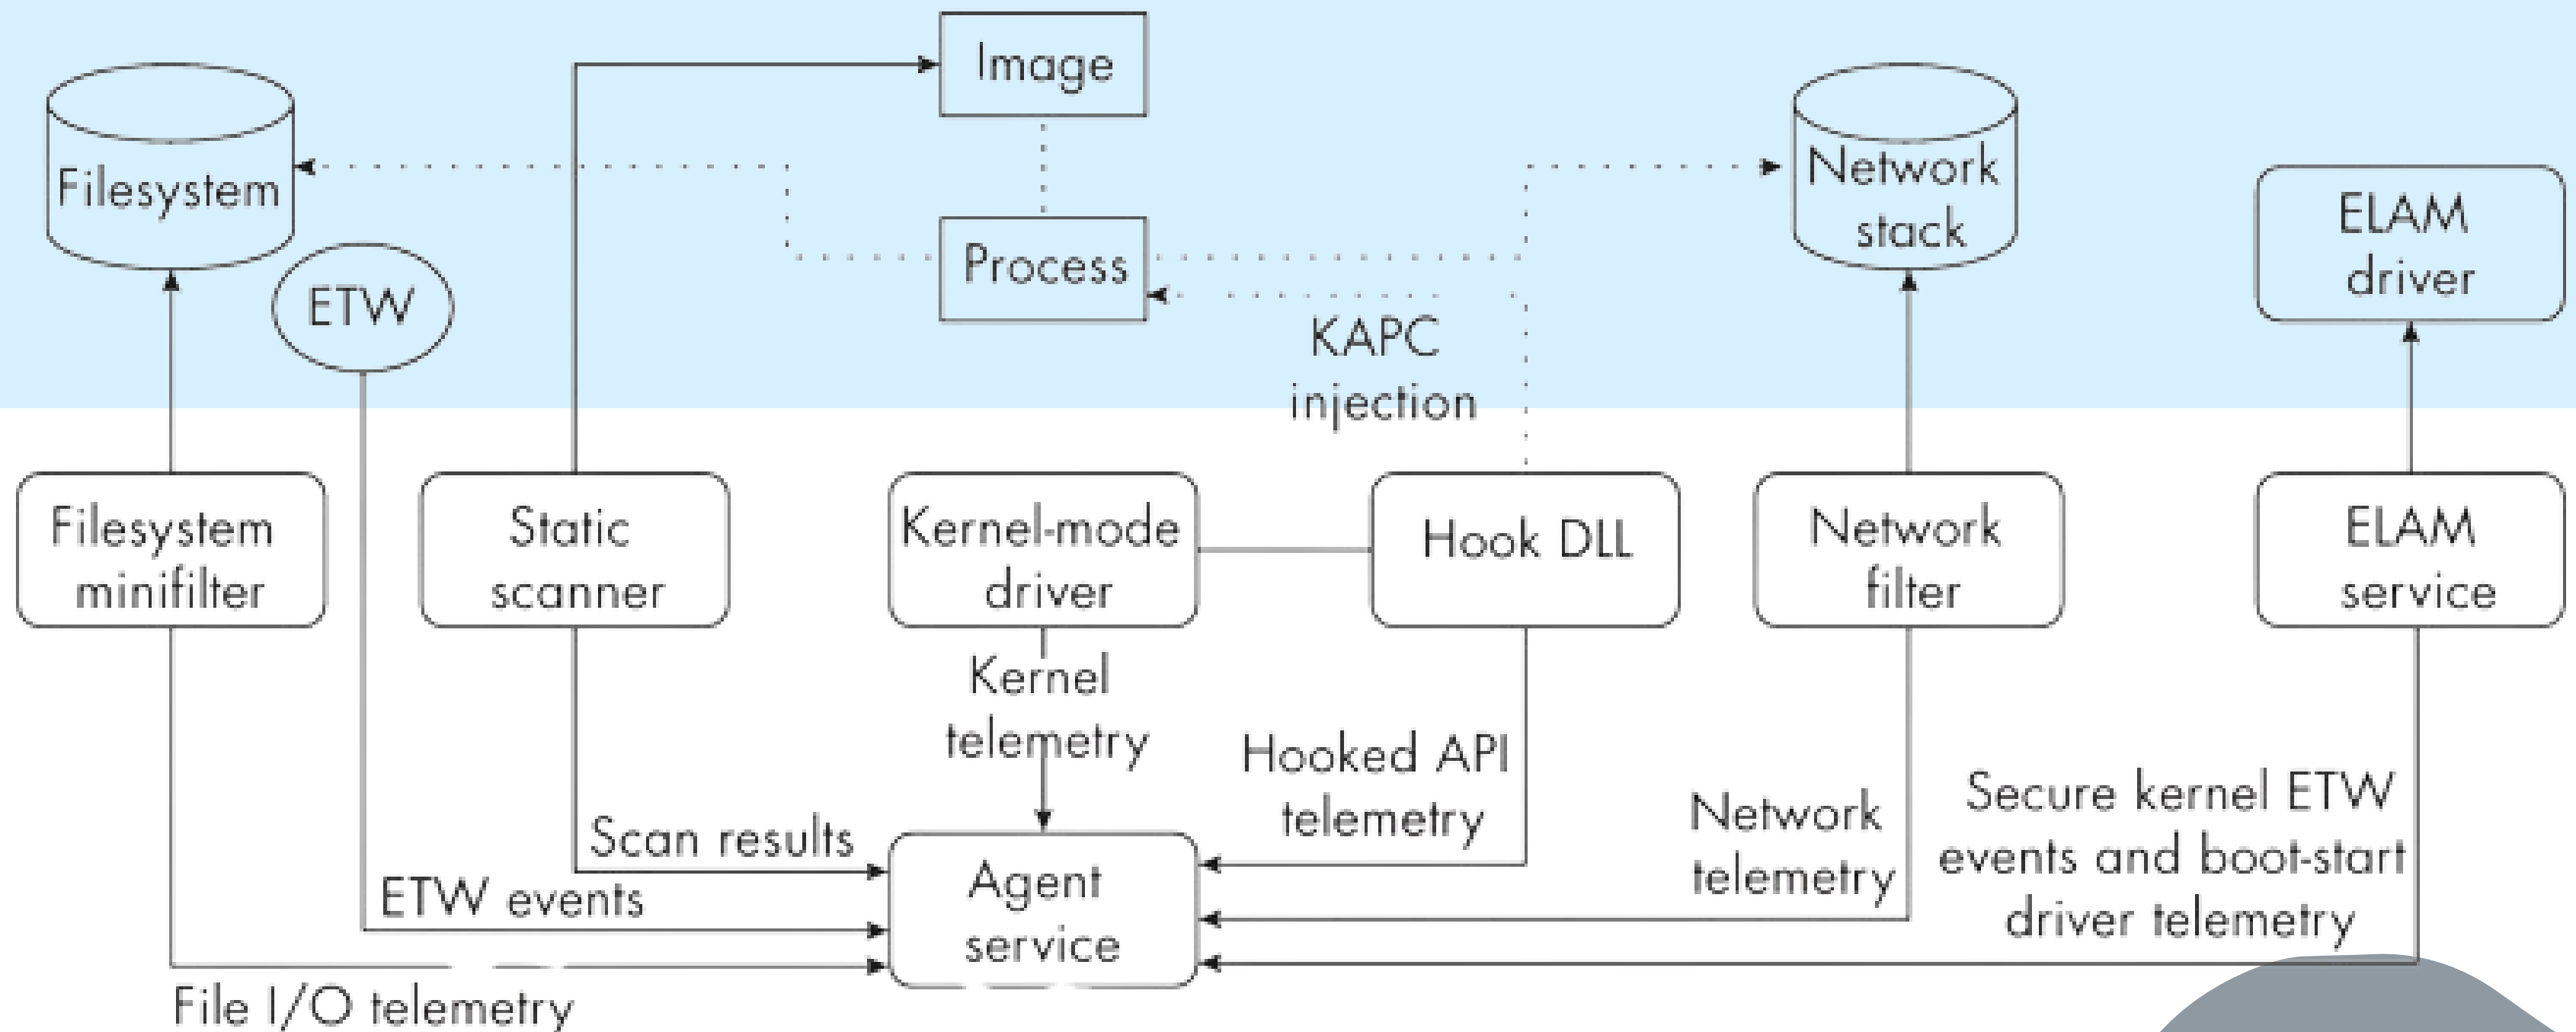 Image
Filesystem
Network
stack
ELAM
driver
ETW
Process
KAPC
injection
Filesystem
minifilter
Static
scanner
Kernel-mode
driver
Hook DLL
Network
filter
ELAM
service
Kernel
telemetry
Hooked API
telemetry
Network
telemetry
Secure kernel ETW
events and boot-start
driver telemetry
Scan results
ETW events
Agent
service
File I/O telemetry